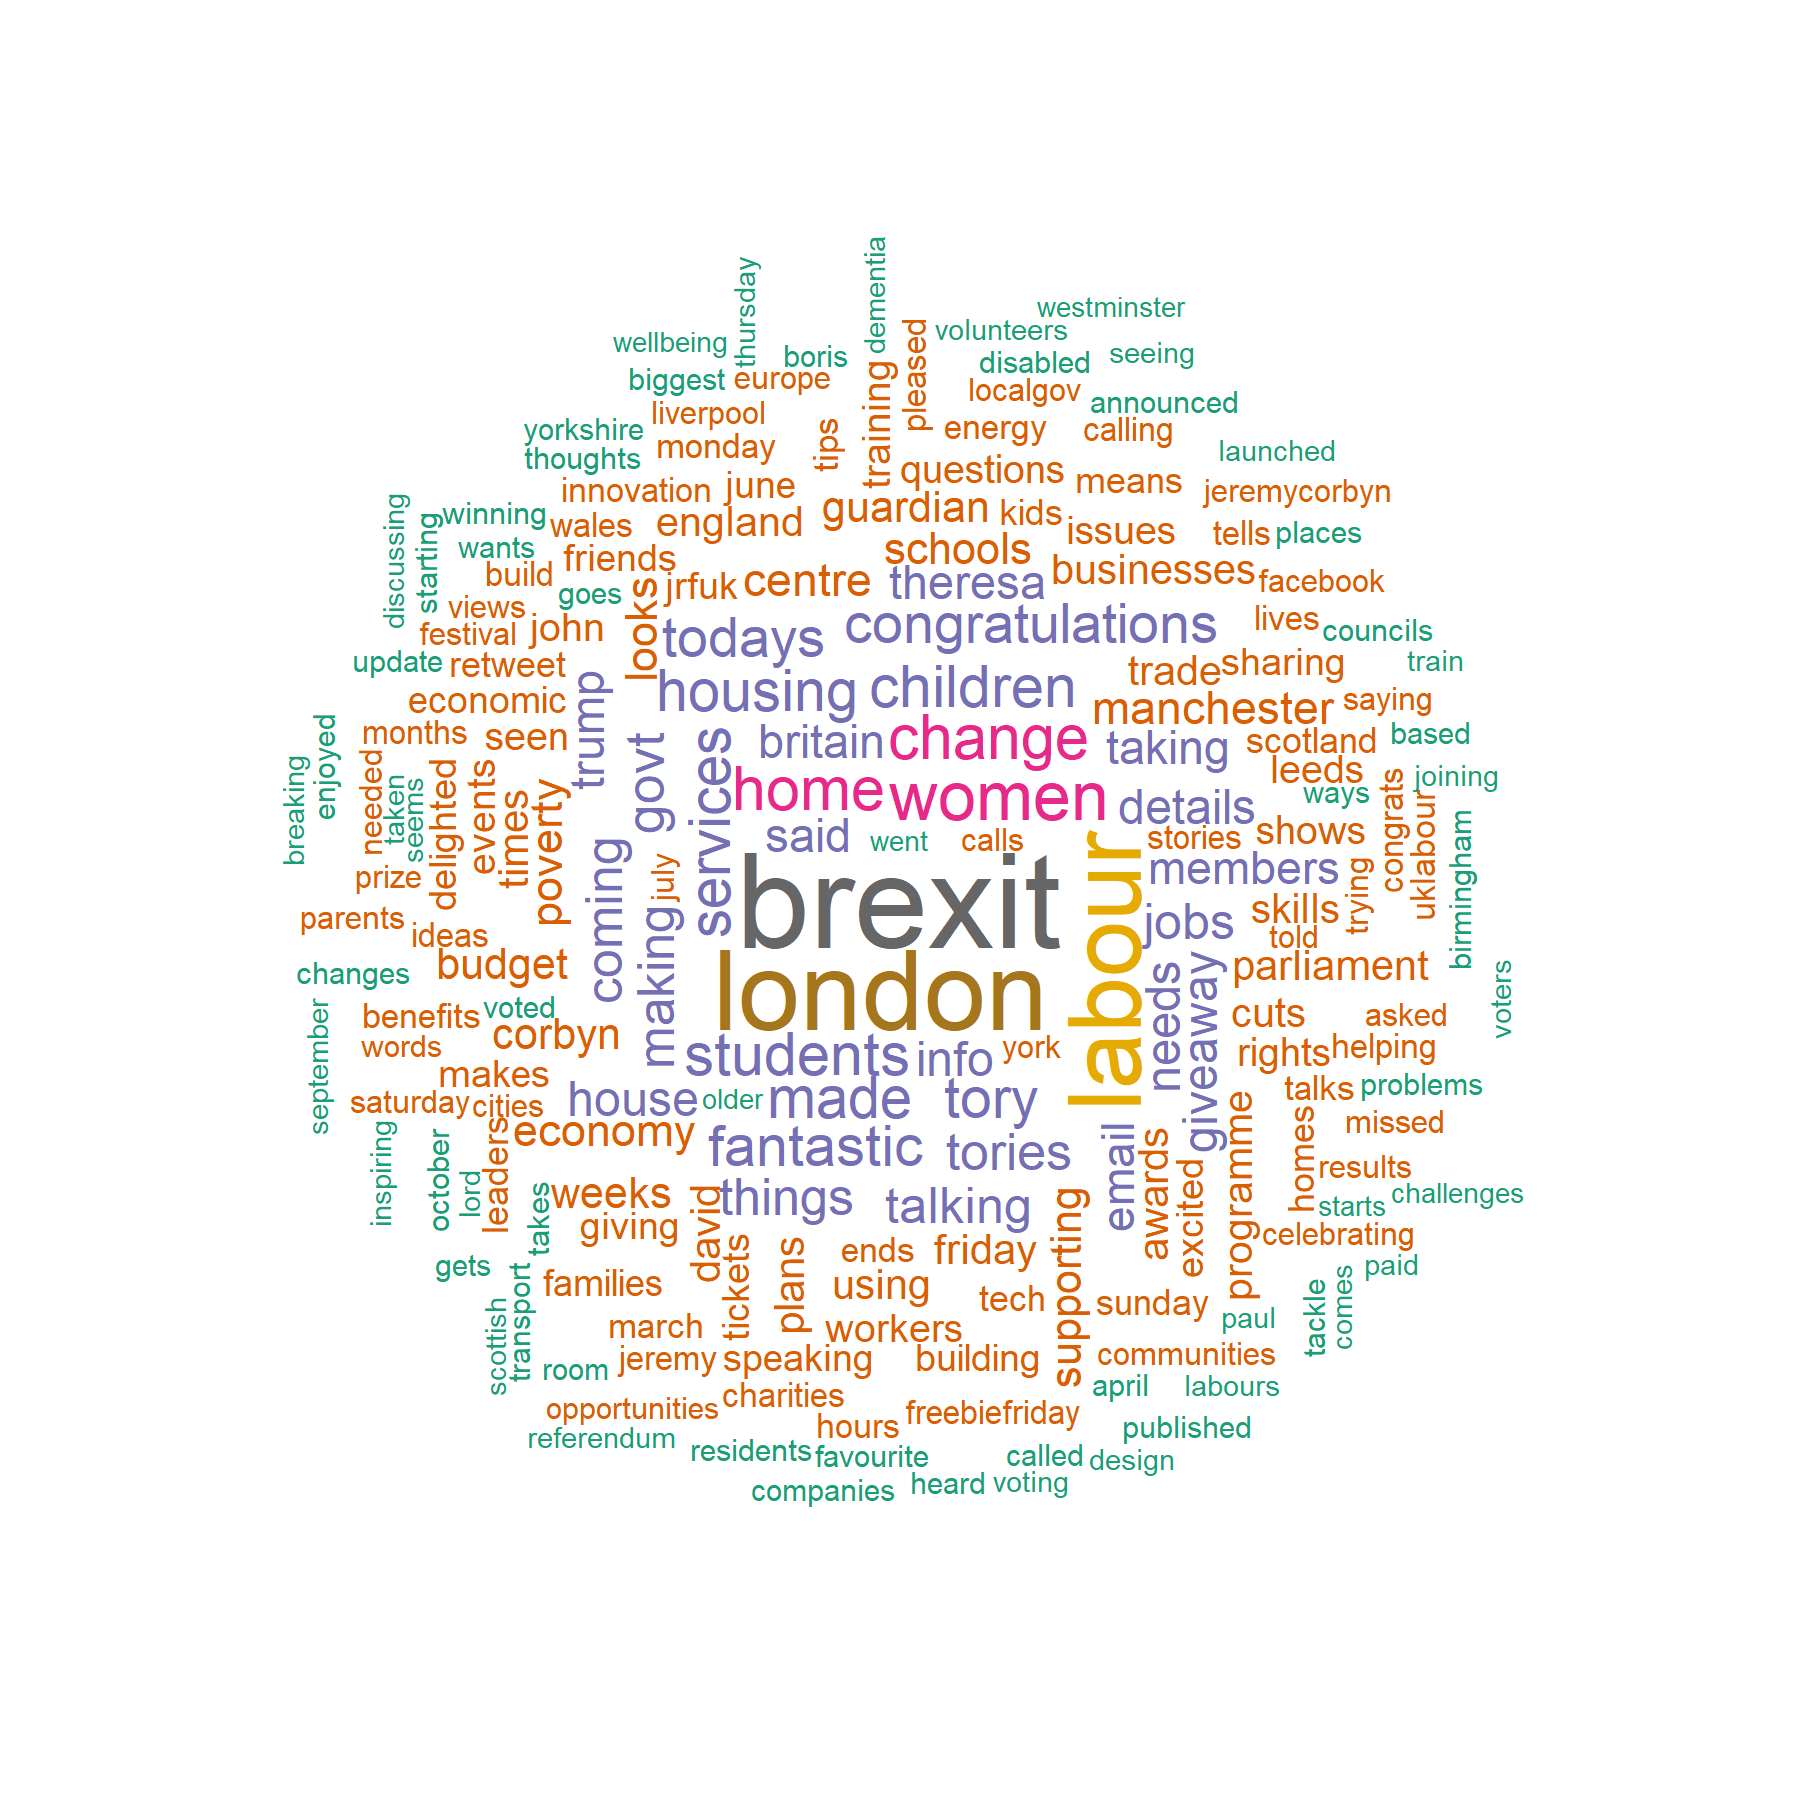 dementia
thursday
westminster
volunteers
wellbeing
boris
pleased
disabled
seeing
biggest
europe
localgov
announced
liverpool
training
yorkshire
monday
tips
energy
calling
thoughts
questions
launched
innovation
june
means
jeremycorbyn
discussing
winning
guardian
kids
starting
wales
england
issues
tells
places
wants
friends
schools
build
jrfuk
centre
theresa
businesses
facebook
goes
views
looks
congratulations
lives
festival
john
todays
councils
update
retweet
trade
sharing
train
economic
trump
housing
children
manchester
saying
enjoyed
months
seen
govt
services
britain
change
taking
scotland
based
breaking
needed
taken
seems
delighted
events
times
poverty
home
women
details
leeds
ways
joining
congrats
uklabour
said
went
calls
stories
shows
prize
coming
july
brexit
labour
members
trying
birmingham
parents
ideas
making
jobs
skills
told
changes
budget
london
needs
giveaway
parliament
voters
september
benefits
voted
corbyn
cuts
asked
words
students
info
york
rights
helping
makes
saturday
cities
house
older
made
tory
talks
problems
inspiring
october
lord
leaders
economy
fantastic
tories
email
awards
excited
programme
homes
missed
results
takes
weeks
things
talking
supporting
starts
challenges
giving
david
tickets
plans
ends
friday
celebrating
gets
families
using
tech
sunday
paid
scottish
transport
march
workers
paul
tackle
comes
room
jeremy
speaking
building
communities
charities
april
labours
opportunities
hours
freebiefriday
referendum
residents
favourite
called
published
design
companies
heard
voting